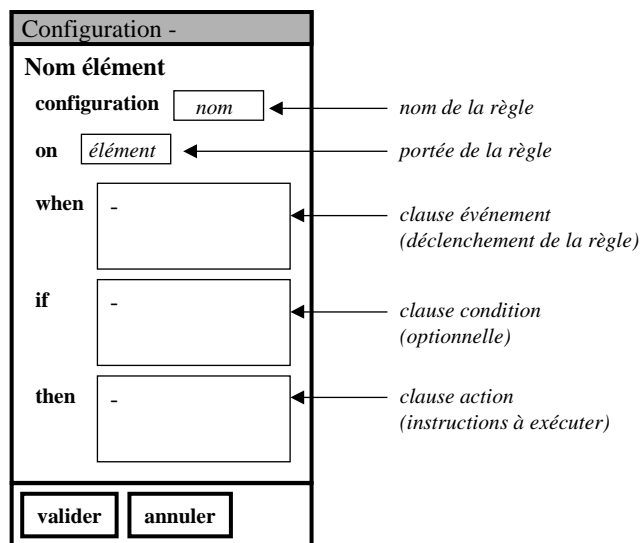 Configuration -
Nom élément
configuration nom nom de la règle
on élément portée de la règle
when - clause événement
(déclenchement de la règle)
if - clause condition
(optionnelle)
then - clause action
(instructions à exécuter)
valider annuler